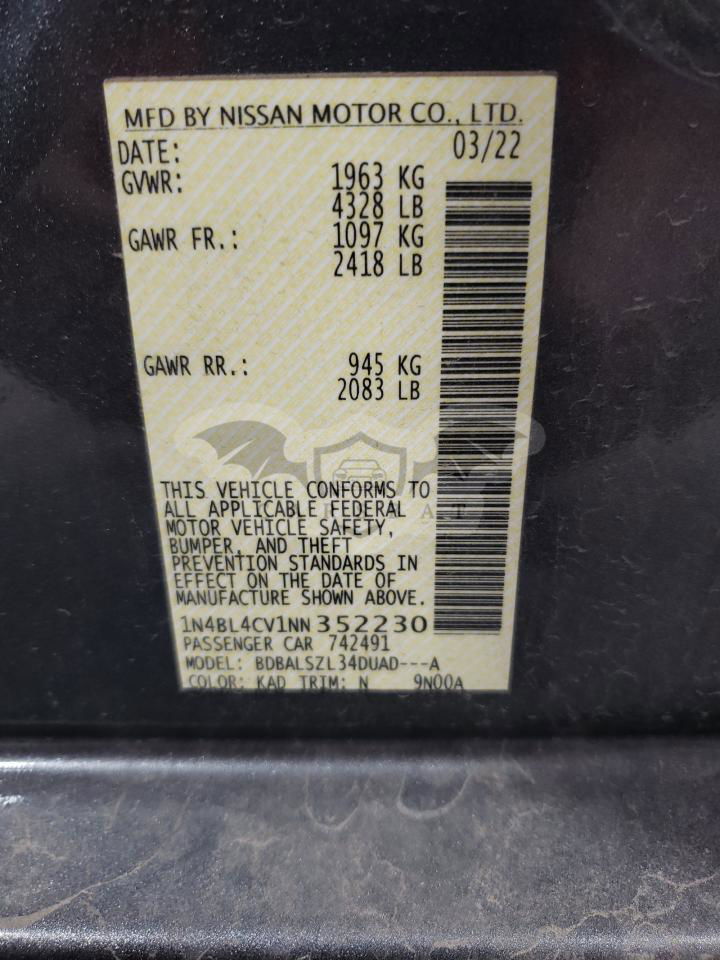 MFD BY NISSAN MOTOR CO., LTD.
DATE: 03/22
GVWR: 1963 KG
4328 LB
GAWR FR.: 1097 KG
2418 LB
GAWR RR.: 945 KG
2083 LB
THIS VEHICLE CONFORMS TO
ALL APPLICABLE FEDERAL
MOTOR VEHICLE SAFETY,
BUMPER, AND THEFT
PREVENTION STANDARDS IN
EFFECT ON THE DATE OF
MANUFACTURE SHOWN ABOVE.
1N4BL4CV1NN352230
PASSENGER CAR 742491
MODEL: BDBALSZL34DUAD---A
COLOR: KAD TRIM: N 9N00A